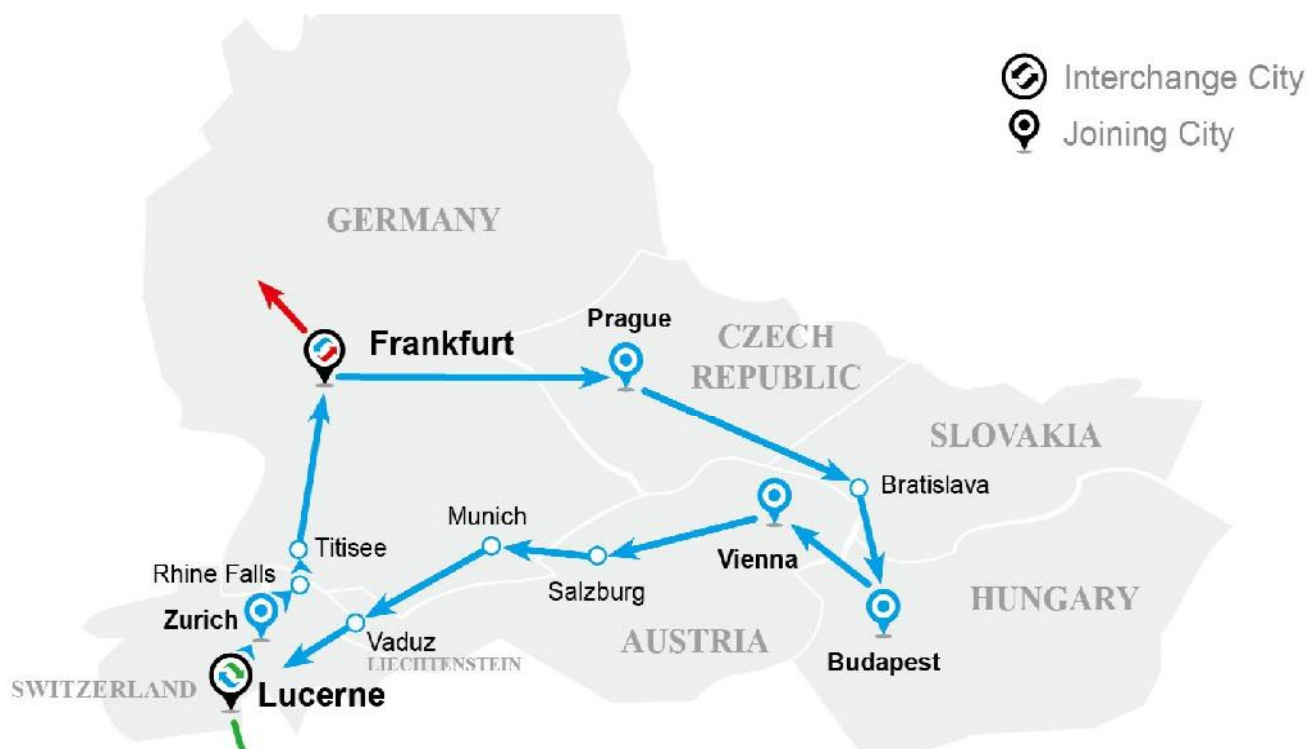 Interchange City
Joining City
GERMANY
Prague
Frankfurt
CZECH
REPUBLIC
SLOVAKIA
Bratislava
Munich
Titisee
Vienna
Rhine Falls
Salzburg
HUNGARY
Zurich
Vaduz
AUSTRIA
LIECHTENSTEIN
Budapest
SWITZERLAND
Lucerne